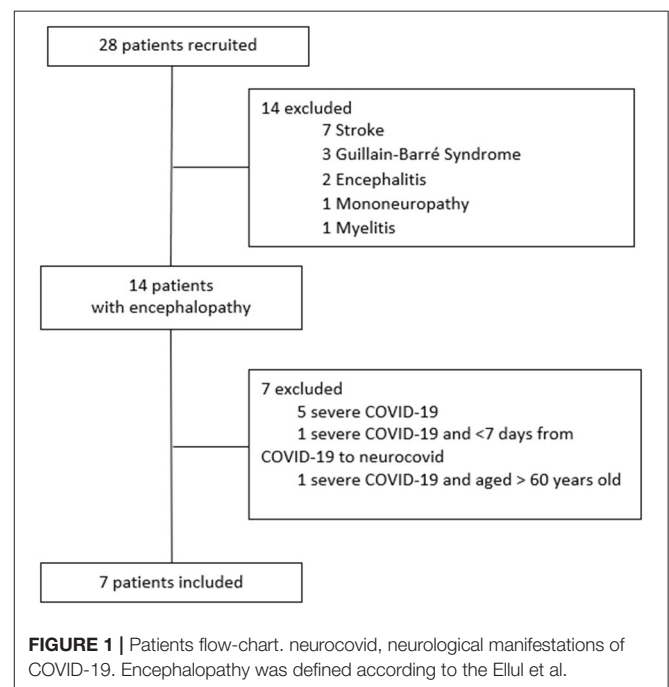 28 patients recruited
14 excluded
7 Stroke
3 Guillain-Barré Syndrome
2 Encephalitis
1 Mononeuropathy
1 Myelitis
14 patients
with encephalopathy
7 excluded
5 severe COVID-19
1 severe COVID-19 and <7 days from
COVID-19 to neurocovid
1 severe COVID-19 and aged > 60 years old
7 patients included
FIGURE 1 | Patients flow-chart. neurocovid, neurological manifestations of
COVID-19. Encephalopathy was defined according to the Ellul et al.